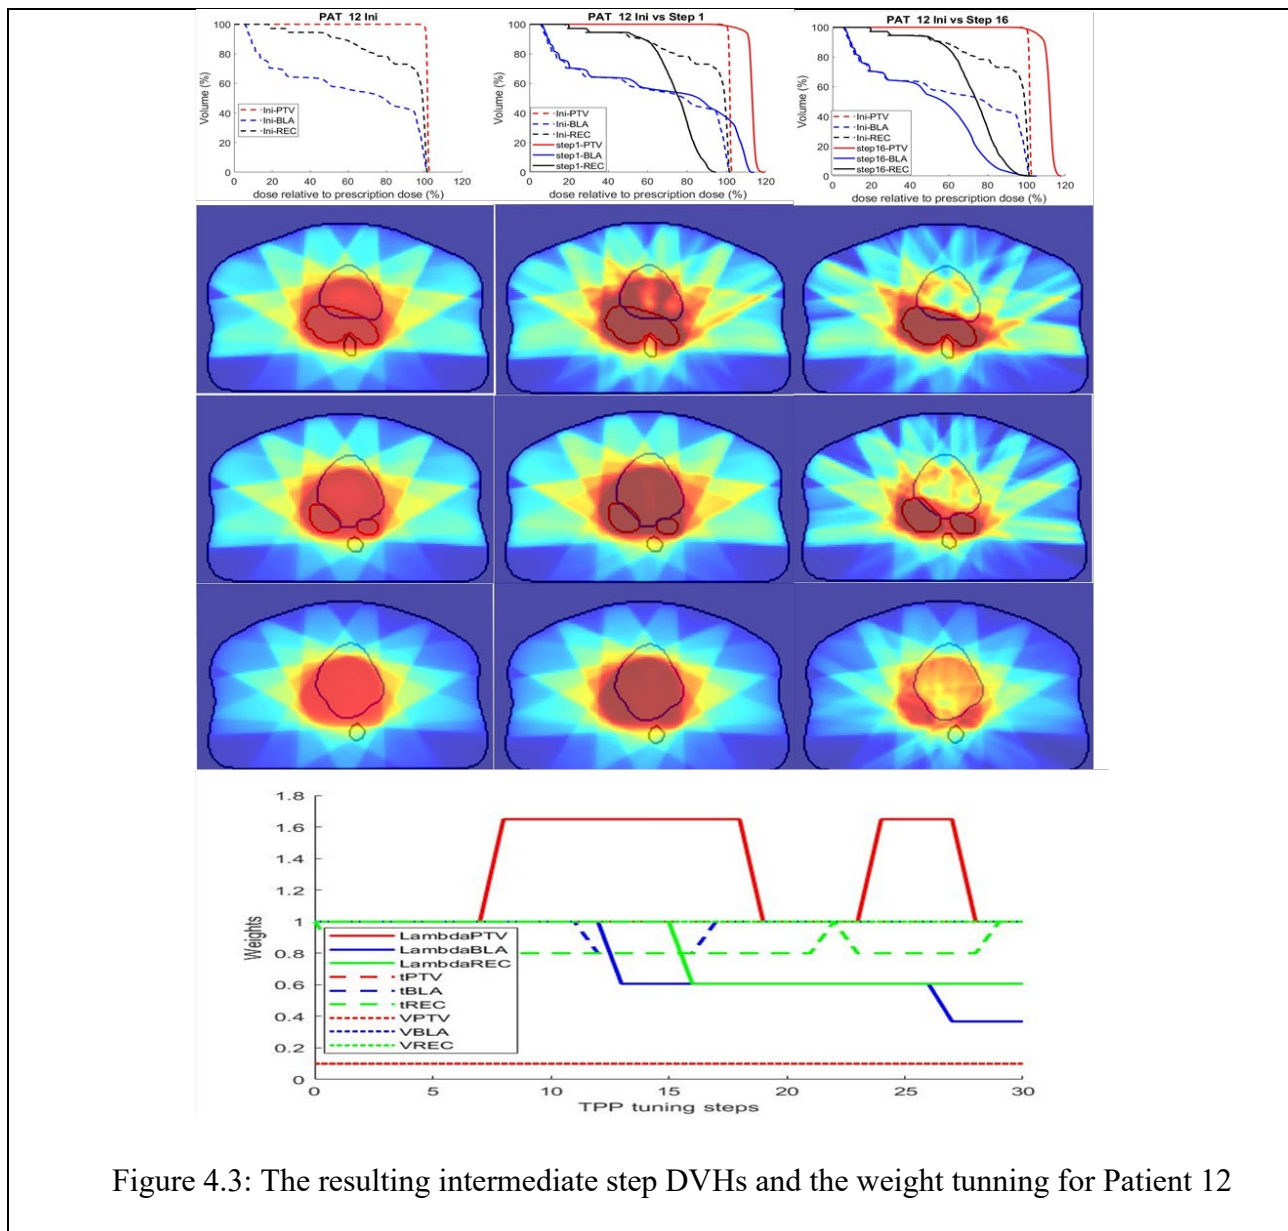 PAT 12 Ini
PAT 12 Ini vs Step 1
PAT 12 Ini vs Step 16
Volume (%)
100
80
60
40
20
0
Ini-PTV
Ini-BLA
Ini-REC
0 20 40 60 80 100 120
dose relative to prescription dose (%)
Volume (%)
100
80
60
40
20
0
Ini-PTV
Ini-BLA
Ini-REC
step1-PTV
step1-BLA
step1-REC
0 20 40 60 80 100 120
dose relative to prescription dose (%)
Volume (%)
100
80
60
40
20
0
Ini-PTV
Ini-BLA
Ini-REC
step16-PTV
step16-BLA
step16-REC
0 20 40 60 80 100 120
dose relative to prescription dose (%)
Weights
1.8
1.6
1.4
1.2
1
0.8
0.6
0.4
0.2
0
LambdaPTV
LambdaBLA
LambdaREC
tPTV
tBLA
tREC
VPTV
VBLA
VREC
0 5 10 15 20 25 30
TPP tuning steps
Figure 4.3: The resulting intermediate step DVHs and the weight tunning for Patient 12